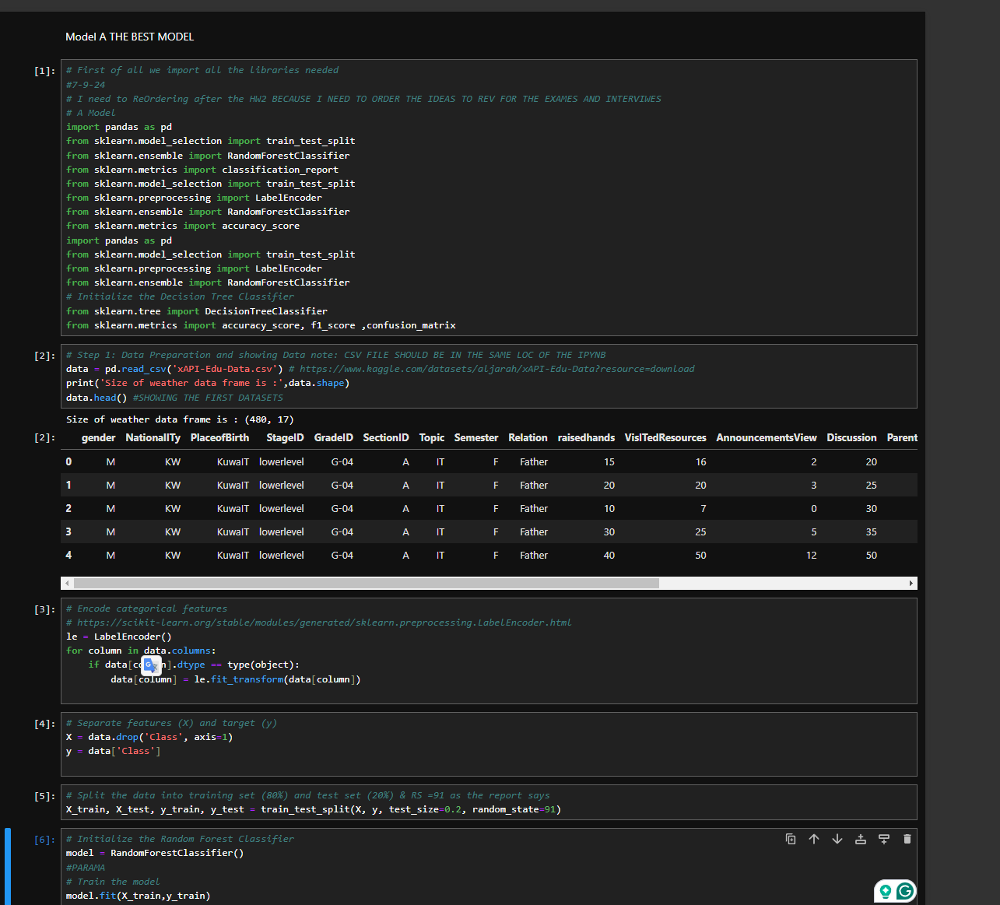 Model A THE BEST MODEL
[1]:
# First of all we import all the libraries needed
#7-9-24
# I need to ReOrdering after the HW2 BECAUSE I NEED TO ORDER THE IDEAS TO REV FOR THE EXAMES AND INTERVIWES
# A Model
import pandas as pd
from sklearn.model_selection import train_test_split
from sklearn.ensemble import RandomForestClassifier
from sklearn.metrics import classification_report
from sklearn.model_selection import train_test_split
from sklearn.preprocessing import LabelEncoder
from sklearn.ensemble import RandomForestClassifier
from sklearn.metrics import accuracy_score
import pandas as pd
from sklearn.model_selection import train_test_split
from sklearn.preprocessing import LabelEncoder
from sklearn.ensemble import RandomForestClassifier
# Initialize the Decision Tree Classifier
from sklearn.tree import DecisionTreeClassifier
from sklearn.metrics import accuracy_score, f1_score ,confusion_matrix
[2]:
# Step 1: Data Preparation and showing Data note: CSV FILE SHOULD BE IN THE SAME LOC OF THE IPYNB
data = pd.read_csv('xAPI-Edu-Data.csv') # https://www.kaggle.com/datasets/aljarah/xAPI-Edu-Data?resource=download
print('Size of weather data frame is :',data.shape)
data.head() #SHOWING THE FIRST DATASETS
Size of weather data frame is : (480, 17)
[2]:
gender NationalITy PlaceofBirth StageID GradeID SectionID Topic Semester Relation raisedhands VisITedResources AnnouncementsView Discussion Parent
0 M KW KuwaIT lowerlevel G-04 A IT F Father 15 16 2 20
1 M KW KuwaIT lowerlevel G-04 A IT F Father 20 20 3 25
2 M KW KuwaIT lowerlevel G-04 A IT F Father 10 7 0 30
3 M KW KuwaIT lowerlevel G-04 A IT F Father 30 25 5 35
4 M KW KuwaIT lowerlevel G-04 A IT F Father 40 50 12 50
[3]:
# Encode categorical features
# https://scikit-learn.org/stable/modules/generated/sklearn.preprocessing.LabelEncoder.html
le = LabelEncoder()
for column in data.columns:
if data[co n].dtype == type(object):
data[column] = le.fit_transform(data[column])
[4]:
# Separate features (X) and target (y)
X = data.drop('Class', axis=1)
y = data['Class']
[5]:
# Split the data into training set (80%) and test set (20%) & RS =91 as the report says
X_train, X_test, y_train, y_test = train_test_split(X, y, test_size=0.2, random_state=91)
[6]:
# Initialize the Random Forest Classifier
model = RandomForestClassifier()
#PARAMA
# Train the model
model.fit(X_train,y_train)